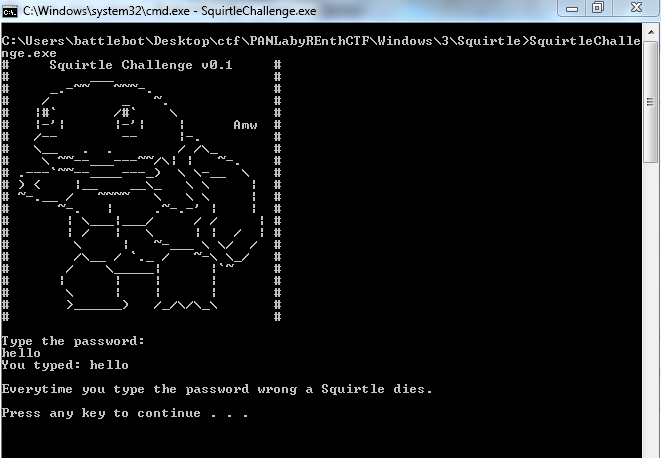 C:\Windows\system32\cmd.exe - SquirtleChallenge.exe
C:\Users\battlebot\Desktop\ctf\PANLabyREnthCTF\Windows\3\Squirtle>SquirtleChalle
nge.exe
# Squirtle Challenge v0.1 #
Amw
Type the password:
hello
You typed: hello
Everytime you type the password wrong a Squirtle dies.
Press any key to continue . . .